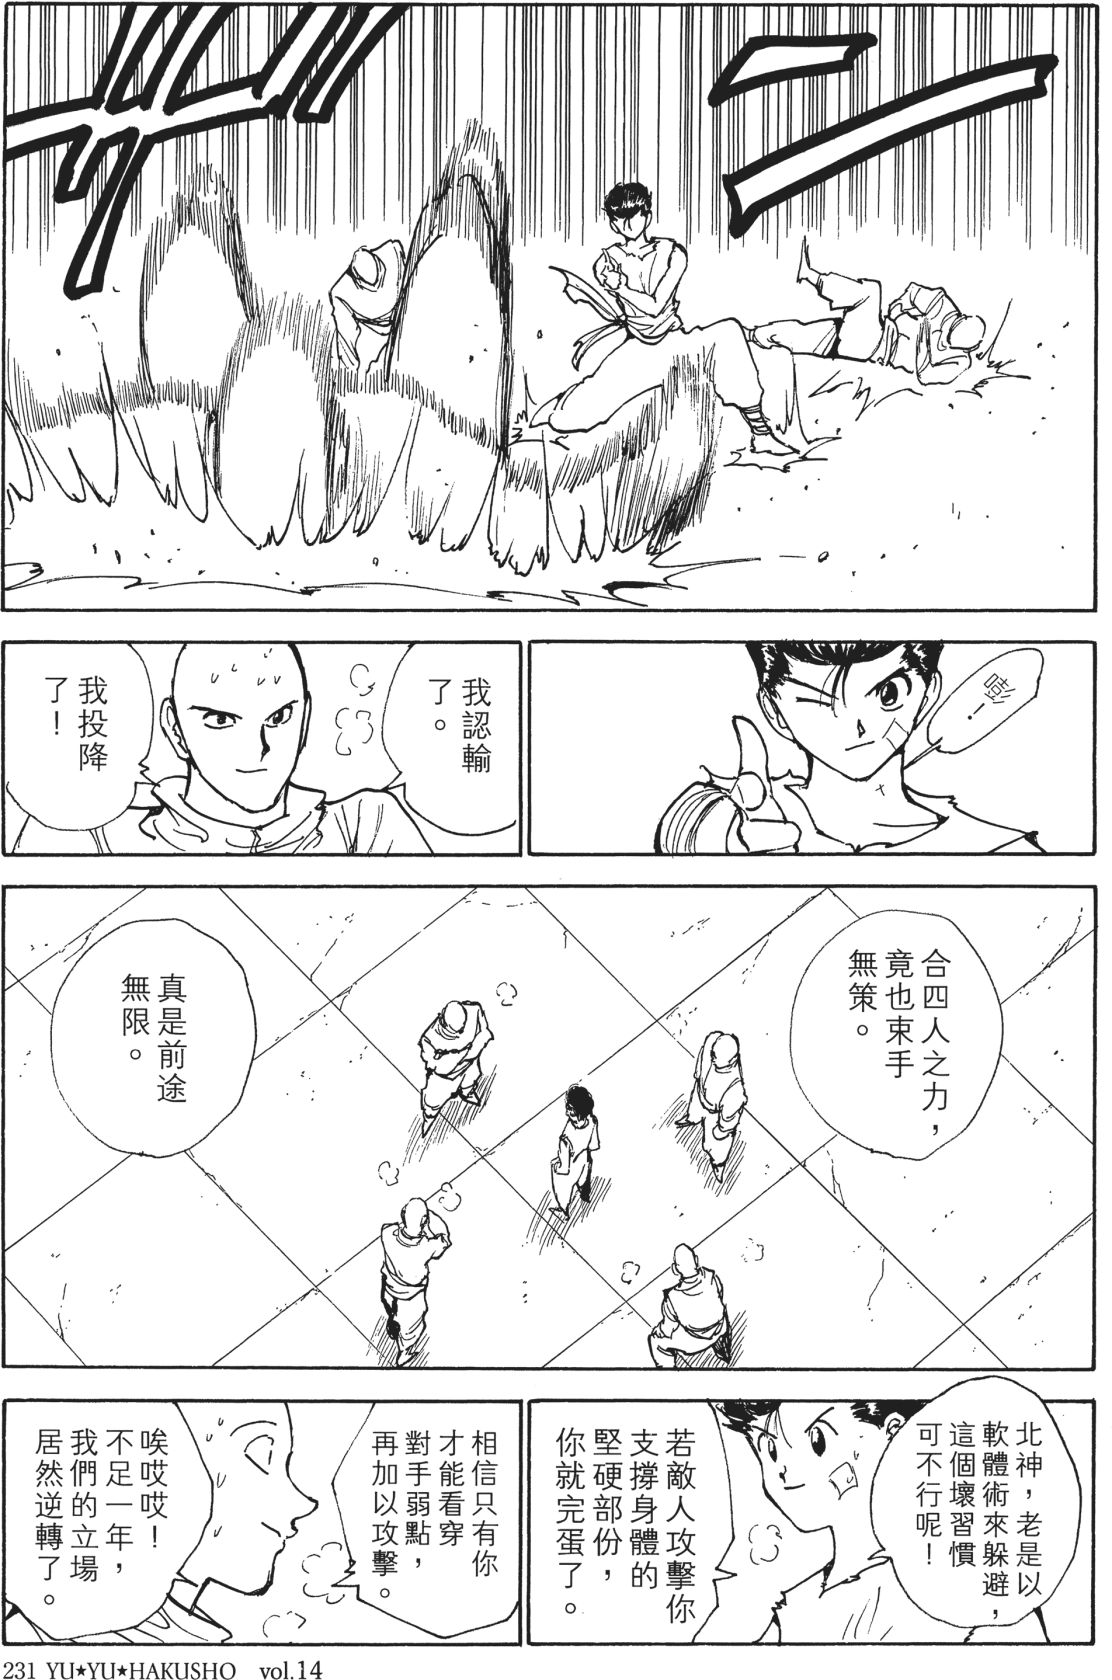 嘻！
我認輸
了。
我投降
了！
合四人之力，
竟也束手
無策。
真是前途
無限。
北神，老是以
軟體術來躲避，
這個壞習慣
可不行呢！
若敵人攻擊你
支撐身體的
堅硬部份，
你就完蛋了。
相信只有你
才能看穿
對手弱點，
再加以攻擊。
唉哎哎！
不足一年，
我們的立場
居然逆轉了。
231 YU★YU★HAKUSHO vol.14